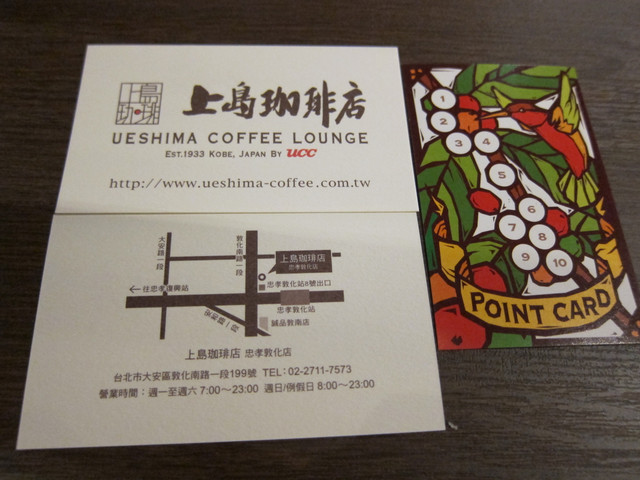 上島
珈琲
上島珈琲店
UESHIMA COFFEE LOUNGE
EST.1933 KOBE, JAPAN BY UCC
http://www.ueshima-coffee.com.tw
大安路一段
敦化南路一段
上島珈琲店
忠孝敦化店
←往忠孝復興站
忠孝敦化站8號出口
忠孝敦化站
誠品敦南店
上島珈琲店 忠孝敦化店
台北市大安區敦化南路一段199號 TEL:02-2711-7573
營業時間:週一至週六 7:00~23:00 週日/例假日 8:00~23:00
1
2
3 4
5
6
7 8
9 10
POINT CARD